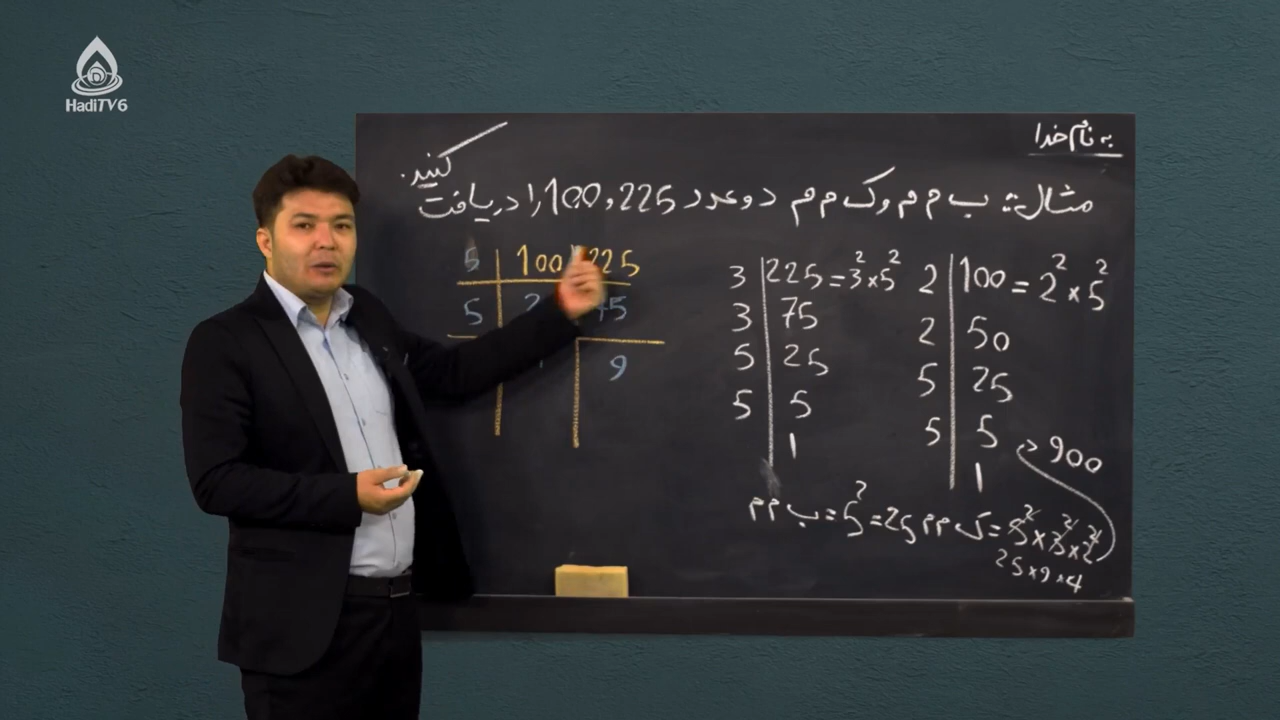 HadiTV6
به نام خدا
مثال: ب م م و ک م م دو عدد 225 و 100 را دریافت
کنید.
5 | 100 | 225
5 | 2 | 45
9
3 | 225 = 3² × 5²
3 | 75
5 | 25
5 | 5
1
2 | 100 = 2² × 5²
2 | 50
5 | 25
5 | 5
1
900
ب م م = 5² = 25
ک م م = 5² × 3² × 2²
25 × 9 × 4